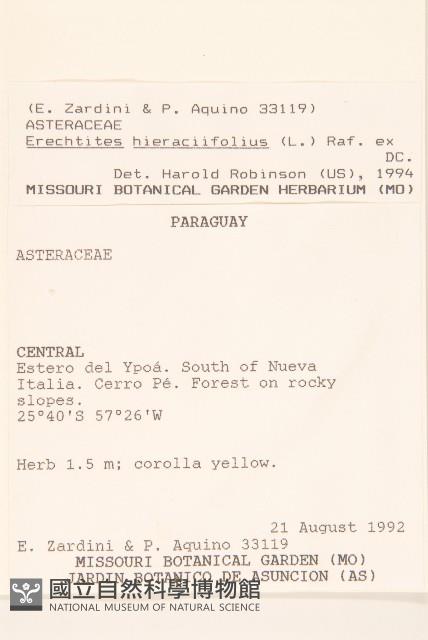 (E. Zardini & P. Aquino 33119)
ASTERACEAE
Erechtites hieraciifolius (L.) Raf. ex
DC.
Det. Harold Robinson (US), 1994
MISSOURI BOTANICAL GARDEN HERBARIUM (MO)
PARAGUAY
ASTERACEAE
CENTRAL
Estero del Ypoá. South of Nueva
Italia. Cerro Pé. Forest on rocky
slopes.
25°40'S 57°26'W
Herb 1.5 m; corolla yellow.
21 August 1992
E. Zardini & P. Aquino 33119
MISSOURI BOTANICAL GARDEN (MO)
JARDIN BOTANICO DE ASUNCION (AS)
國立自然科學博物館
NATIONAL MUSEUM OF NATURAL SCIENCE